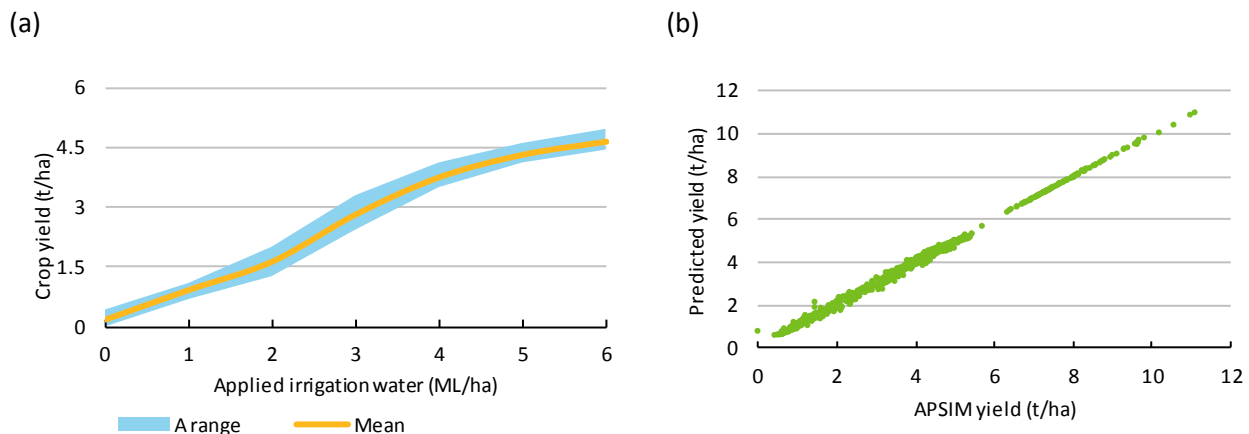 (a)
Crop yield (t/ha)
6
4.5
3
1.5
0
0 1 2 3 4 5 6
Applied irrigation water (ML/ha)
A range Mean
(b)
Predicted yield (t/ha)
12
10
8
6
4
2
0
0 2 4 6 8 10 12
APSIM yield (t/ha)